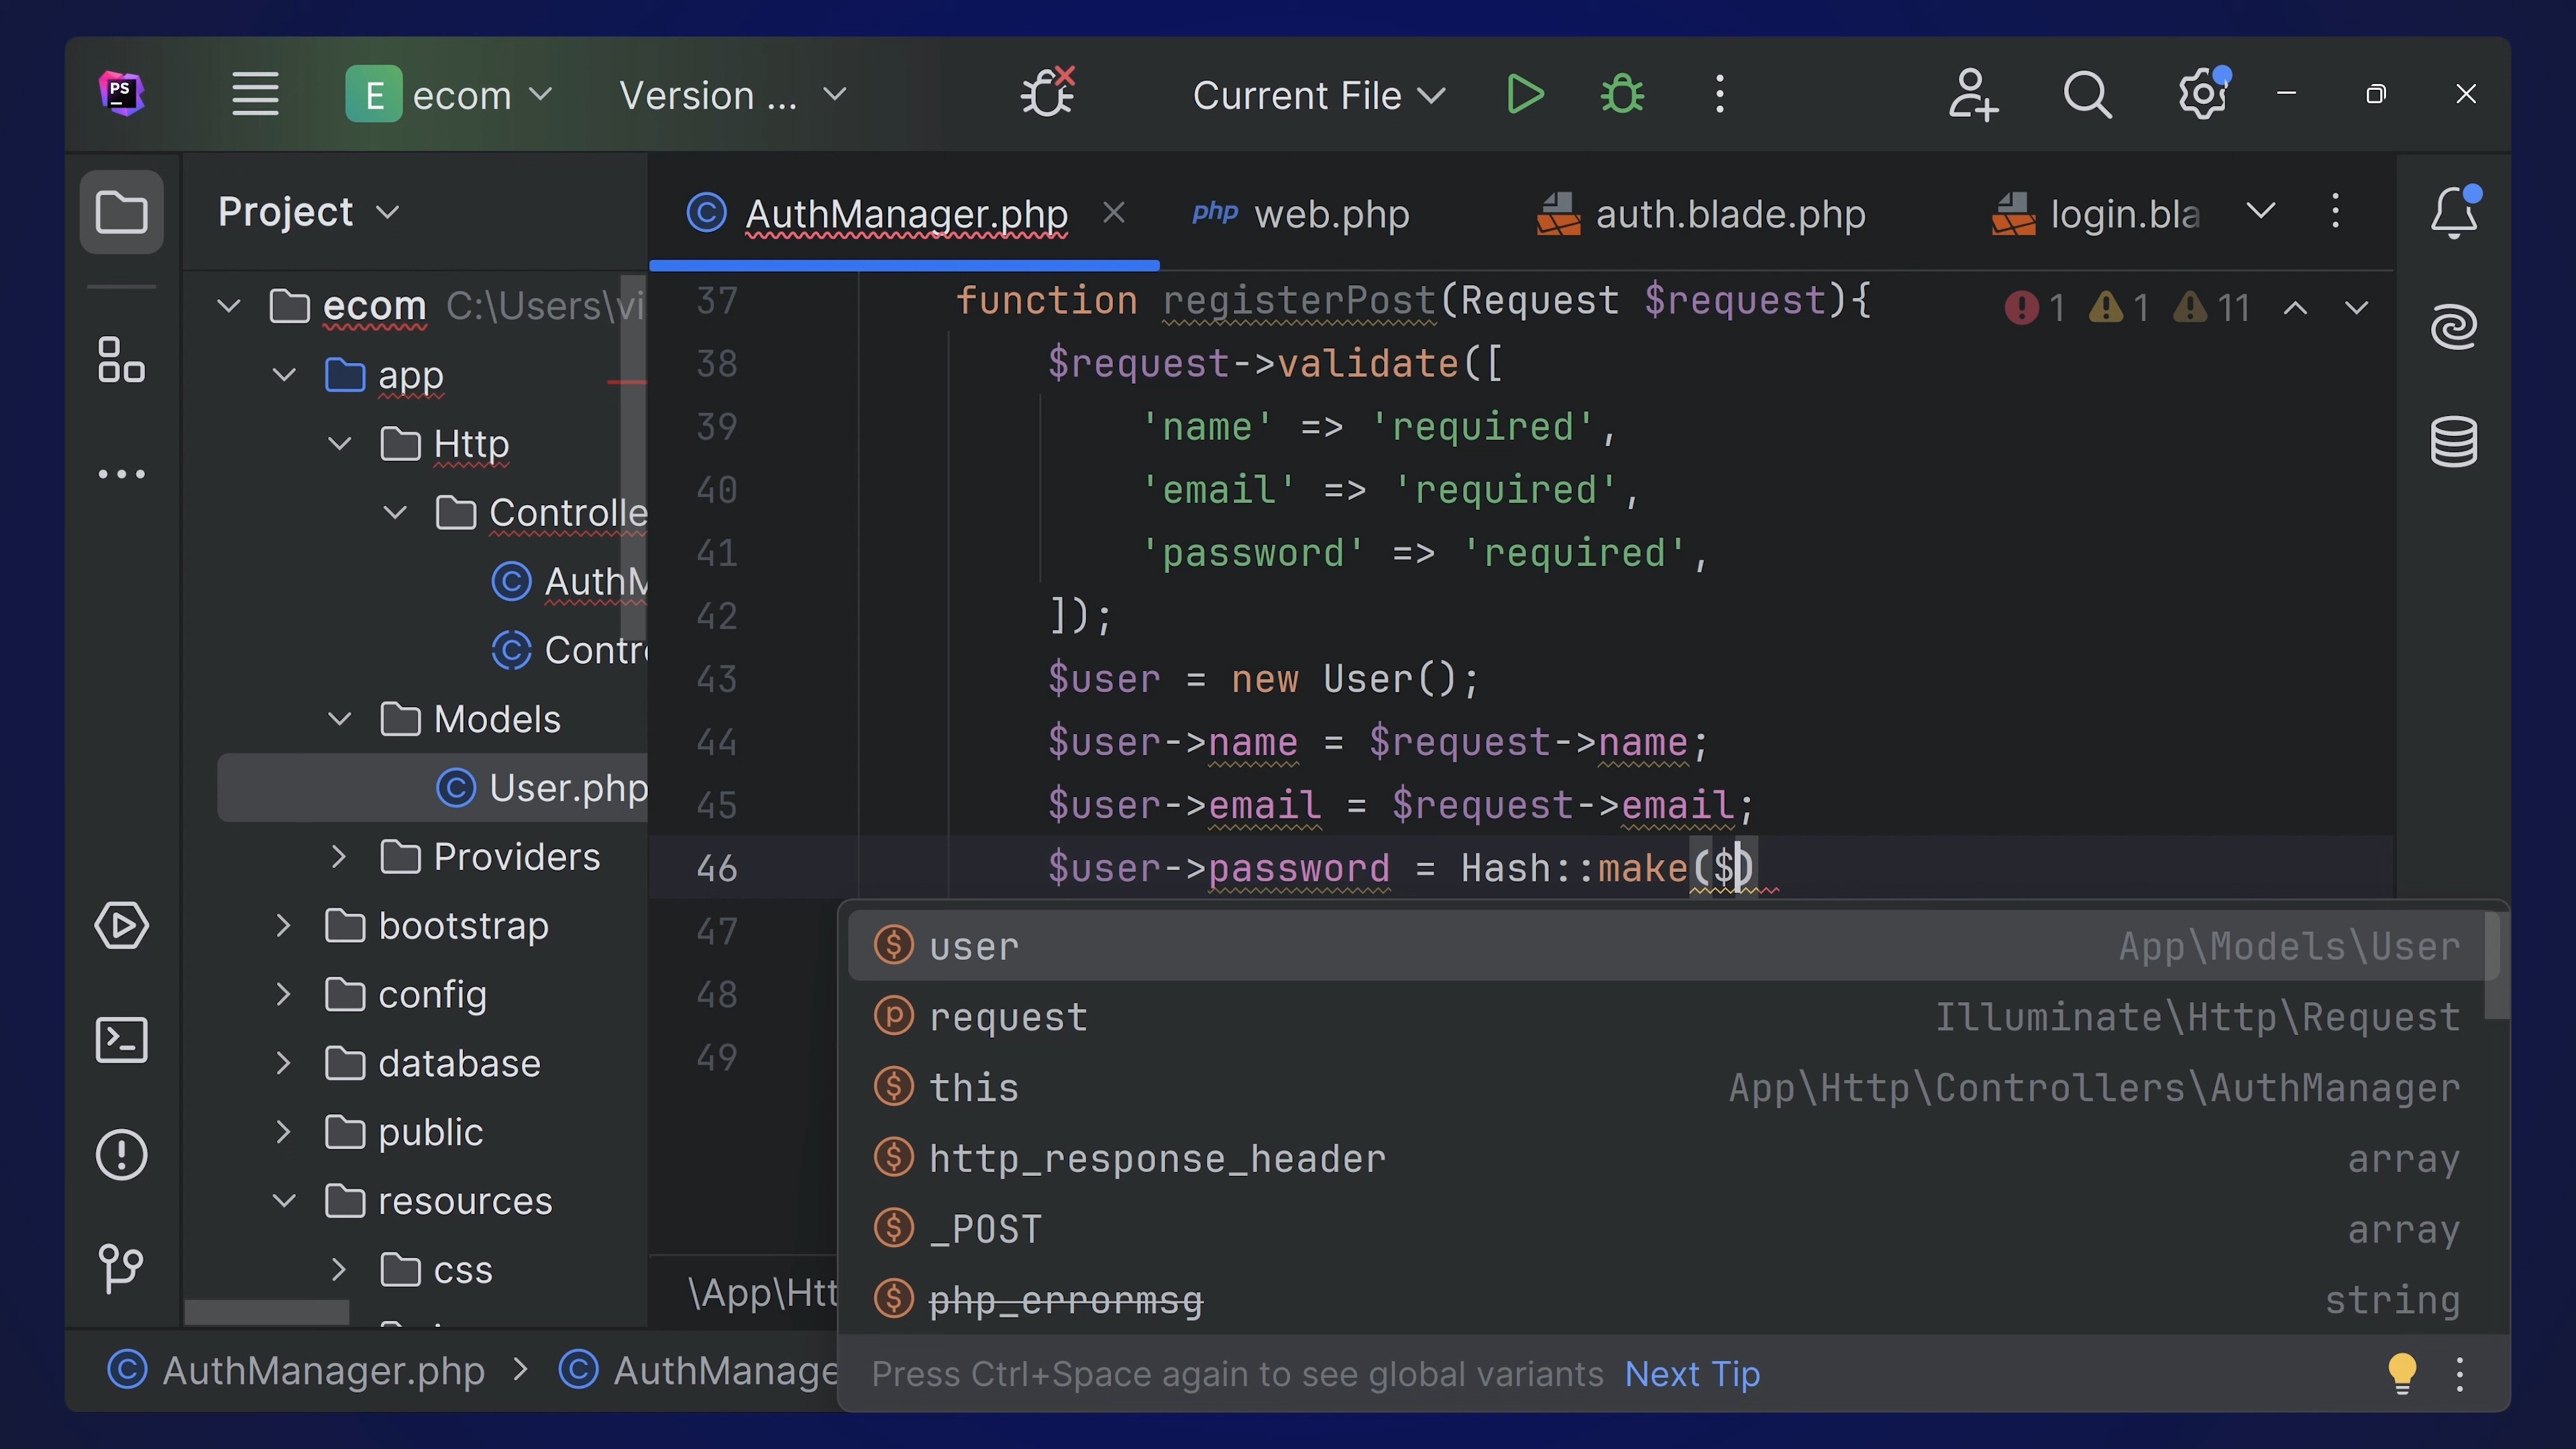 PS
E ecom
Version ...
Current File
Project
AuthManager.php
php web.php
auth.blade.php
login.bla
ecom C:\Users\vi
app
Http
Controlle
AuthM
Contr
Models
User.php
Providers
bootstrap
config
database
public
resources
css
1 1 11
37 function registerPost(Request $request){
38 $request->validate([
39 'name' => 'required',
40 'email' => 'required',
41 'password' => 'required',
42 ]);
43 $user = new User();
44 $user->name = $request->name;
45 $user->email = $request->email;
46 $user->password = Hash::make($)
47
48
49
user App\Models\User
request Illuminate\Http\Request
this App\Http\Controllers\AuthManager
http_response_header array
_POST array
php_errormsg string
Press Ctrl+Space again to see global variants Next Tip
\App\Htt
AuthManager.php > AuthManage